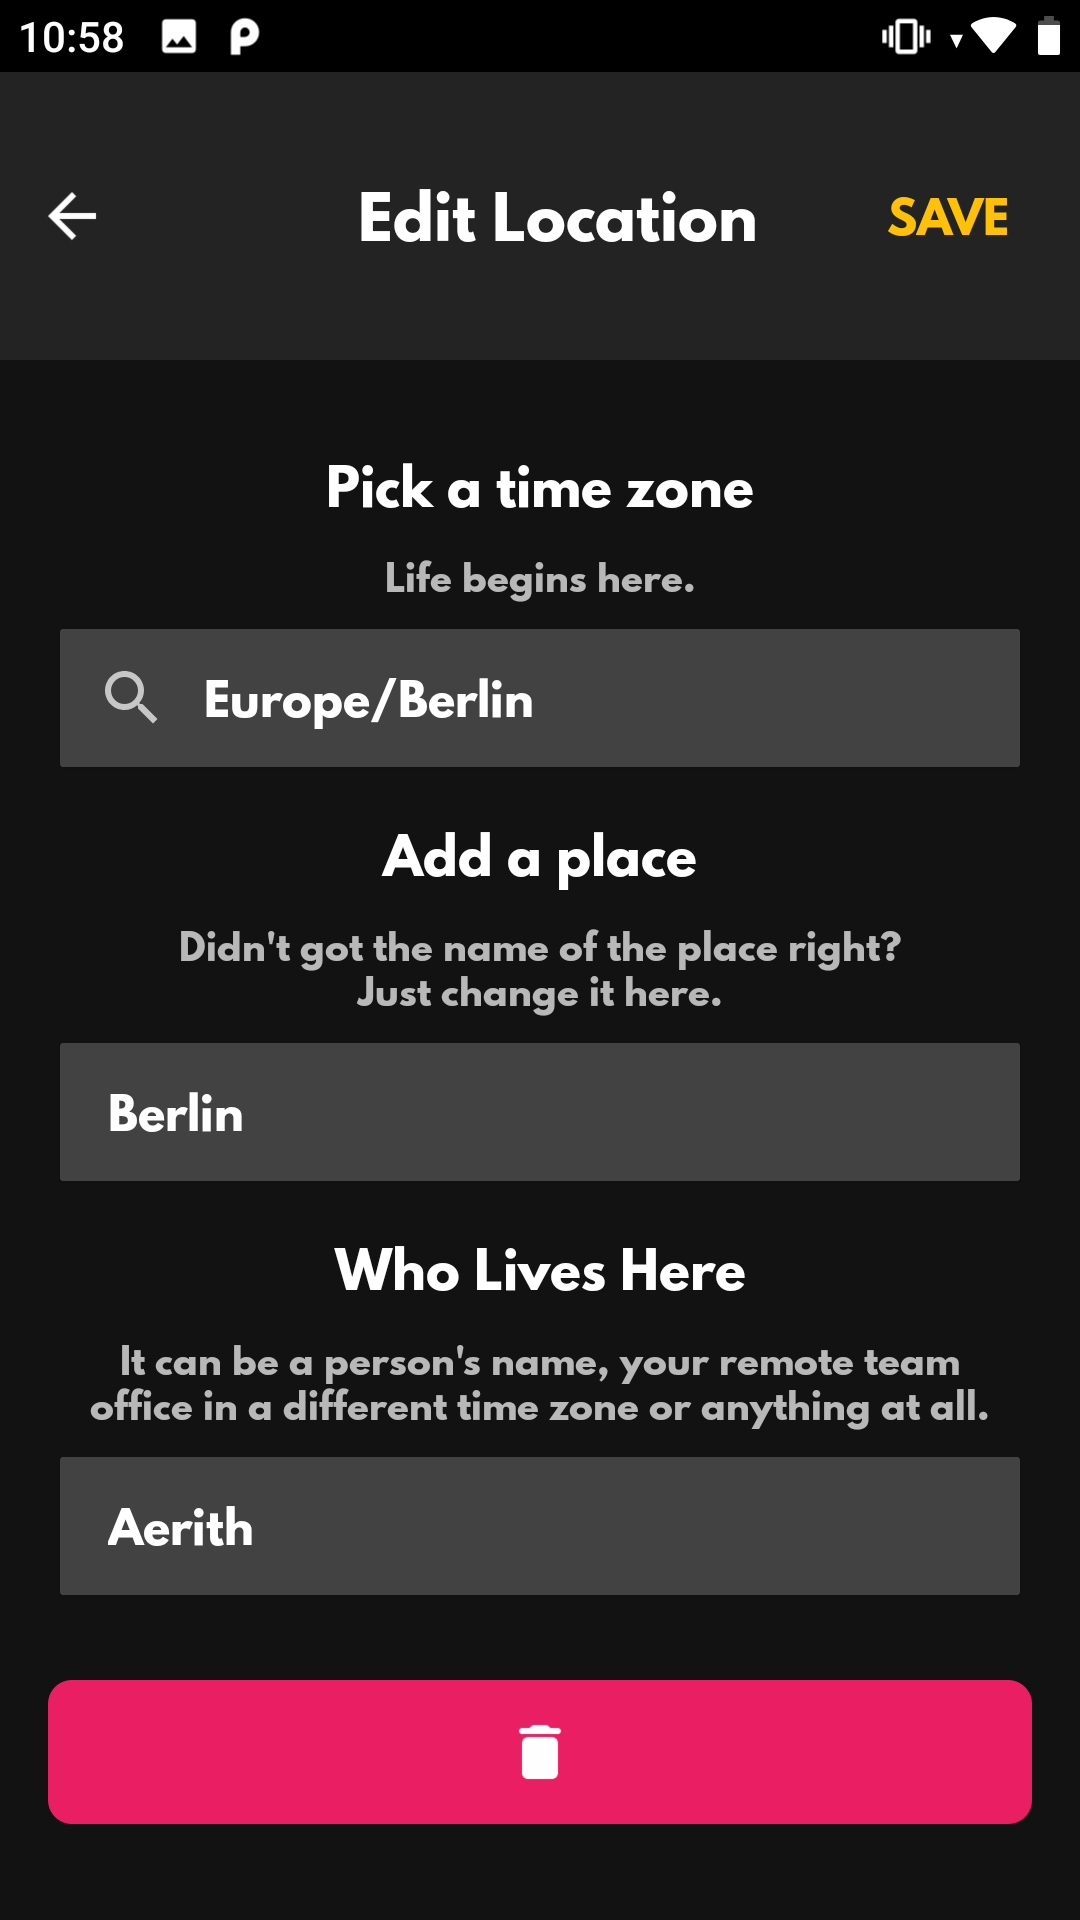 10:58
Edit Location
SAVE
Pick a time zone
Life begins here.
Europe/Berlin
Add a place
Didn't got the name of the place right?
Just change it here.
Berlin
Who Lives Here
It can be a person's name, your remote team
office in a different time zone or anything at all.
Aerith